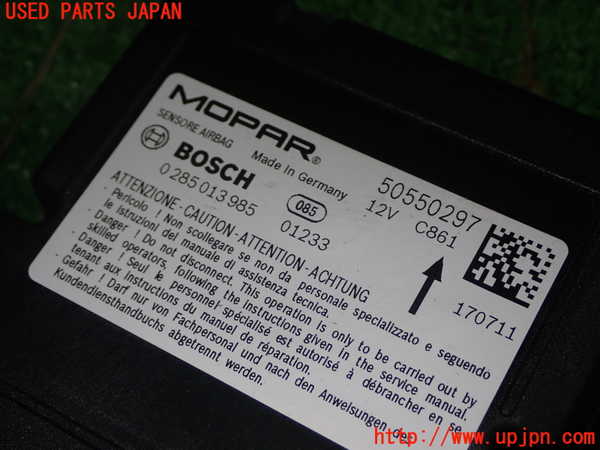 USED PARTS JAPAN
MOPAR®
SENSORE AIRBAG
BOSCH
Made in Germany
0 285 013 985
085
01233
50550297
12V C861
170711
ATTENZIONE-CAUTION-ATTENTION-ACHTUNG
- Pericolo ! Non scollegare se non da personale specializzato e seguendo
le istruzioni del manuale di assistenza tecnica.
- Danger ! Do not disconnect. This operation is only to be carried out by
skilled operators, following the instructions given in the service manual.
- Danger ! Seul le personnel spécialisé est autorisé à débrancher en se
tenant aux instructions du manuel de réparation.
- Gefahr ! Darf nur von Fachpersonal und nach den Anweisungen des
Kundendiensthandbuchs abgetrennt werden.
http://www.upjpn.com/